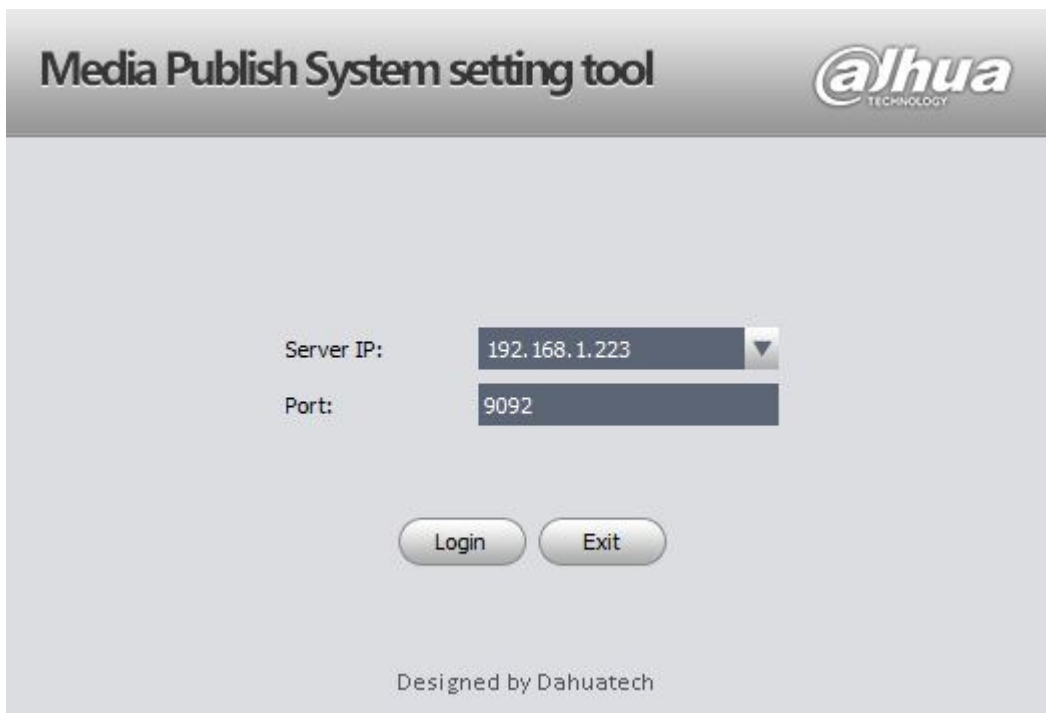 Media Publish System setting tool
alhua
TECHNOLOGY
Server IP: 192.168.1.223
Port: 9092
Login Exit
Designed by Dahuatech